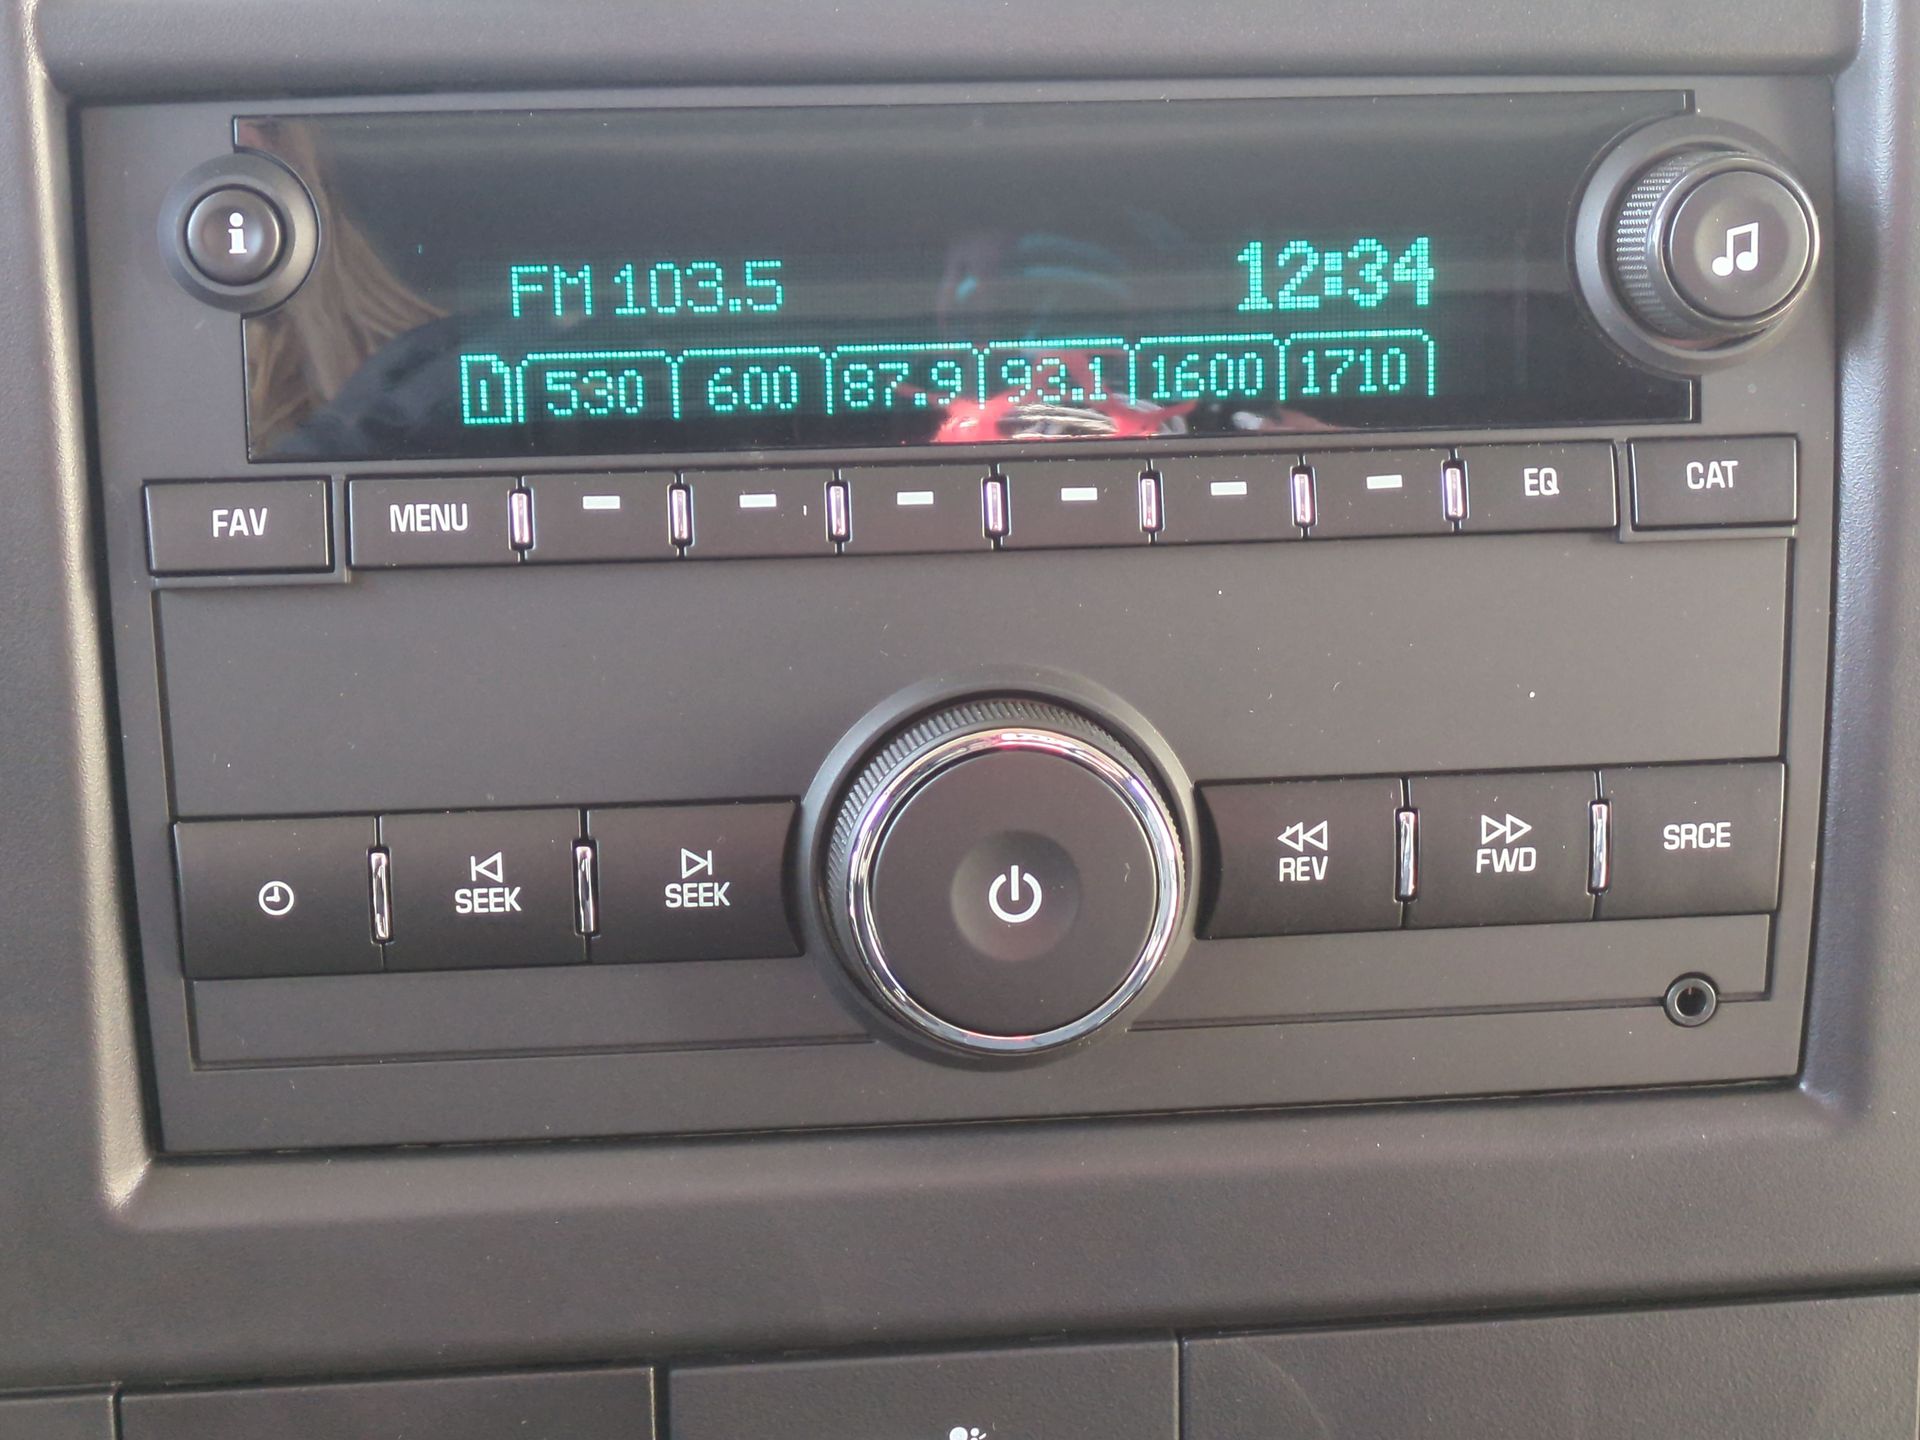 i
FM 103.5 12:34
1 530 600 87.9 93.1 1600 1710
FAV MENU EQ CAT
SEEK SEEK REV FWD SRCE